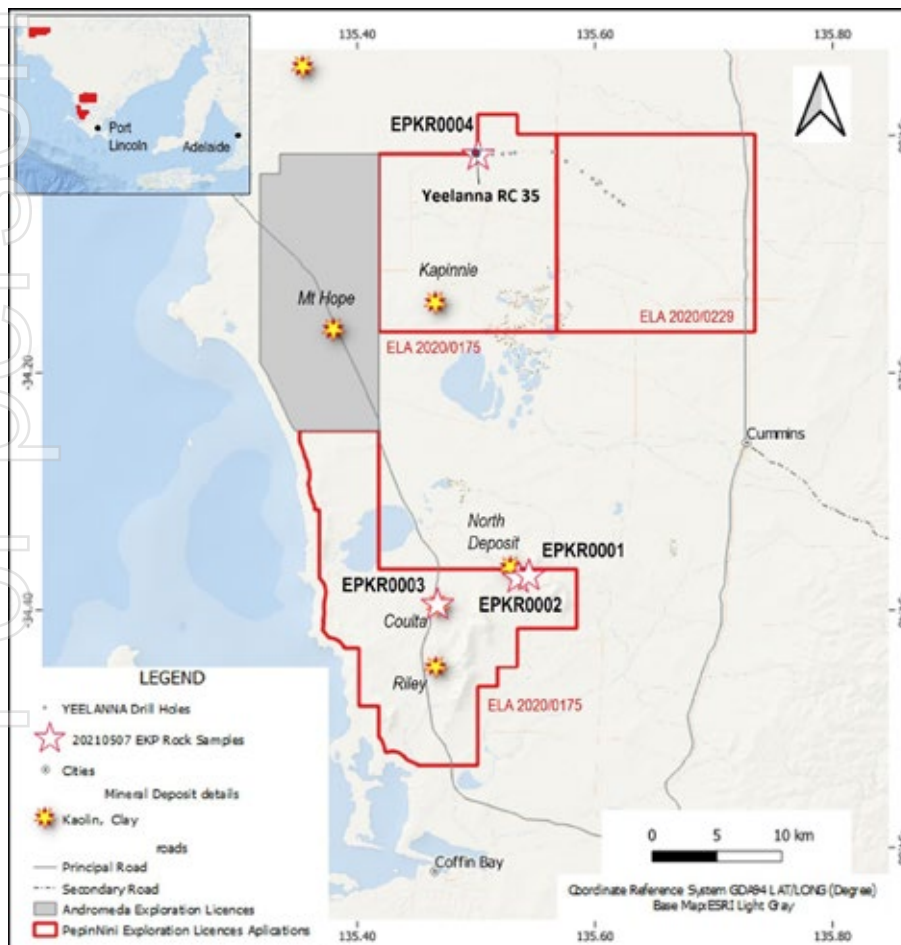 135.40 135.60 135.80
Port
Lincoln
Adelaide
EPKR0004
Yeelanna RC 35
Kapinnie
Mt Hope
ELA 2020/0229
ELA 2020/0175
-34.20
Cummins
North
Deposit
EPKR0001
EPKR0003
EPKR0002
-34.40
Coulta
Riley
ELA 2020/0175
LEGEND
YEELANNA Drill Holes
20210507 EKP Rock Samples
Cities
Mineral Deposit details
Kaolin, Clay
roads
Principal Road
Secondary Road
Andromeda Exploration Licences
PepinNini Exploration Licences Aplications
Coffin Bay
0 5 10 km
Coordinate Reference System GDA94 LAT/LONG (Degree)
Base Map:ESRI Light Gray
135.40 135.60 135.80